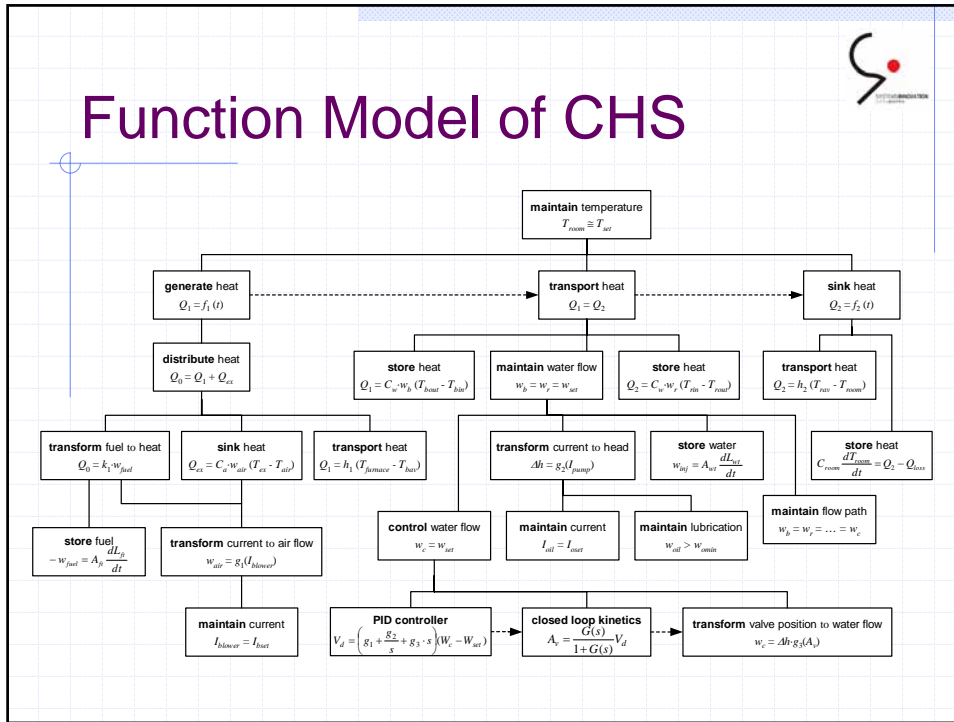 Function Model of CHS
SYSTEMS INNOVATION
maintain temperature
T_room ≅ T_set
generate heat
Q_1 = f_1 (t)
transport heat
Q_1 = Q_2
sink heat
Q_2 = f_2 (t)
distribute heat
Q_0 = Q_1 + Q_ex
store heat
Q_1 = C_w·w_b (T_bout - T_bin)
maintain water flow
w_b = w_r = w_set
store heat
Q_2 = C_w·w_r (T_rin - T_rout)
transport heat
Q_2 = h_2 (T_rav - T_room)
transform fuel to heat
Q_0 = k_1·w_fuel
sink heat
Q_ex = C_a·w_air (T_ex - T_air)
transport heat
Q_1 = h_1 (T_furnace - T_bav)
transform current to head
Δh = g_2(I_pump)
store water
w_inj = A_wt dL_wt/dt
store heat
C_room dT_room/dt = Q_2 − Q_loss
store fuel
− w_fuel = A_ft dL_ft/dt
transform current to air flow
w_air = g_1(I_blower)
control water flow
w_c = w_set
maintain current
I_oil = I_oset
maintain lubrication
w_oil > w_omin
maintain flow path
w_b = w_r = … = w_c
maintain current
I_blower = I_bset
PID controller
V_d = (g_1 + g_2/s + g_3 · s)(W_c − W_set)
closed loop kinetics
A_v = G(s)/1 + G(s) V_d
transform valve position to water flow
w_c = Δh·g_3(A_v)